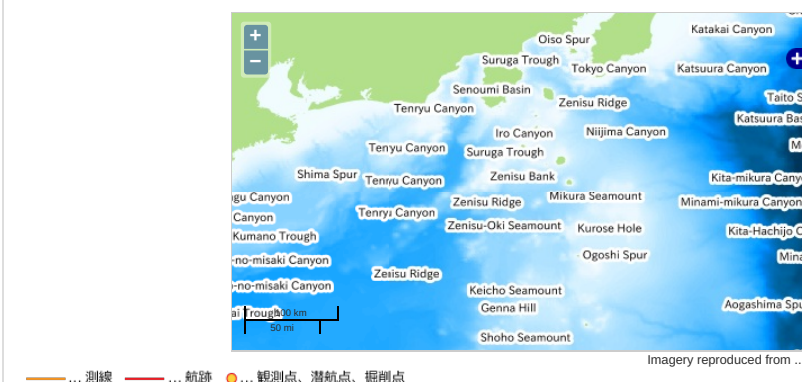 +
−
Katakai Canyon
Oiso Spur
Suruga Trough
Tokyo Canyon
Katsuura Canyon
Senoumi Basin
Taito S
Zenisu Ridge
Tenryu Canyon
Katsuura Bas
Iro Canyon
Niijima Canyon
Tenyu Canyon
Suruga Trough
M
Shima Spur
Tenryu Canyon
Zenisu Bank
Kita-mikura Cany
gu Canyon
Mikura Seamount
Zenisu Ridge
Minami-mikura Canyon
Canyon
Tenryu Canyon
Zenisu-Oki Seamount
Kurose Hole
Kita-Hachijo C
Kumano Trough
Ogoshi Spur
Mina
-no-misaki Canyon
Zenisu Ridge
-no-misaki Canyon
Keicho Seamount
Aogashima Spu
Genna Hill
ai Trough
100 km
50 mi
Shoho Seamount
Imagery reproduced from ..
... 測線 ... 航跡 ... 観測点、潜航点、掘削点